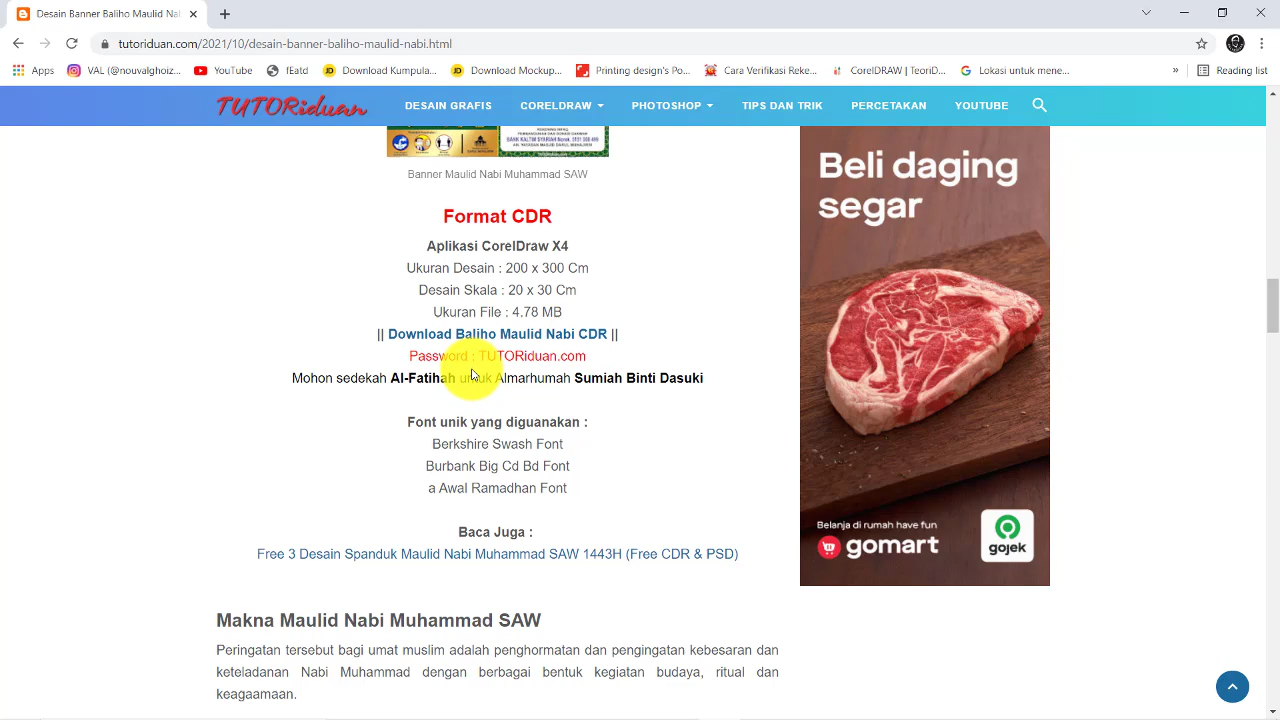 Desain Banner Baliho Maulid Na
tutoriduan.com/2021/10/desain-banner-baliho-maulid-nabi.html
Apps
VAL (@nouvalghoiz...
YouTube
fEatd
Download Kumpula...
Download Mockup...
Printing design's Po...
Cara Verifikasi Reke...
CorelDRAW | TeoriD...
Lokasi untuk mene...
»
Reading list
TUTORiduan
DESAIN GRAFIS
CORELDRAW
PHOTOSHOP
TIPS DAN TRIK
PERCETAKAN
YOUTUBE
Banner Maulid Nabi Muhammad SAW
Format CDR
Aplikasi CorelDraw X4
Ukuran Desain : 200 x 300 Cm
Desain Skala : 20 x 30 Cm
Ukuran File : 4.78 MB
|| Download Baliho Maulid Nabi CDR ||
Password : TUTORiduan.com
Mohon sedekah Al-Fatihah untuk Almarhumah Sumiah Binti Dasuki
Font unik yang diguanakan :
Berkshire Swash Font
Burbank Big Cd Bd Font
a Awal Ramadhan Font
Baca Juga :
Free 3 Desain Spanduk Maulid Nabi Muhammad SAW 1443H (Free CDR & PSD)
Makna Maulid Nabi Muhammad SAW
Peringatan tersebut bagi umat muslim adalah penghormatan dan pengingatan kebesaran dan
keteladanan Nabi Muhammad dengan berbagai bentuk kegiatan budaya, ritual dan
keagaamaan.
Beli daging
segar
Belanja di rumah have fun
gomart
gojek